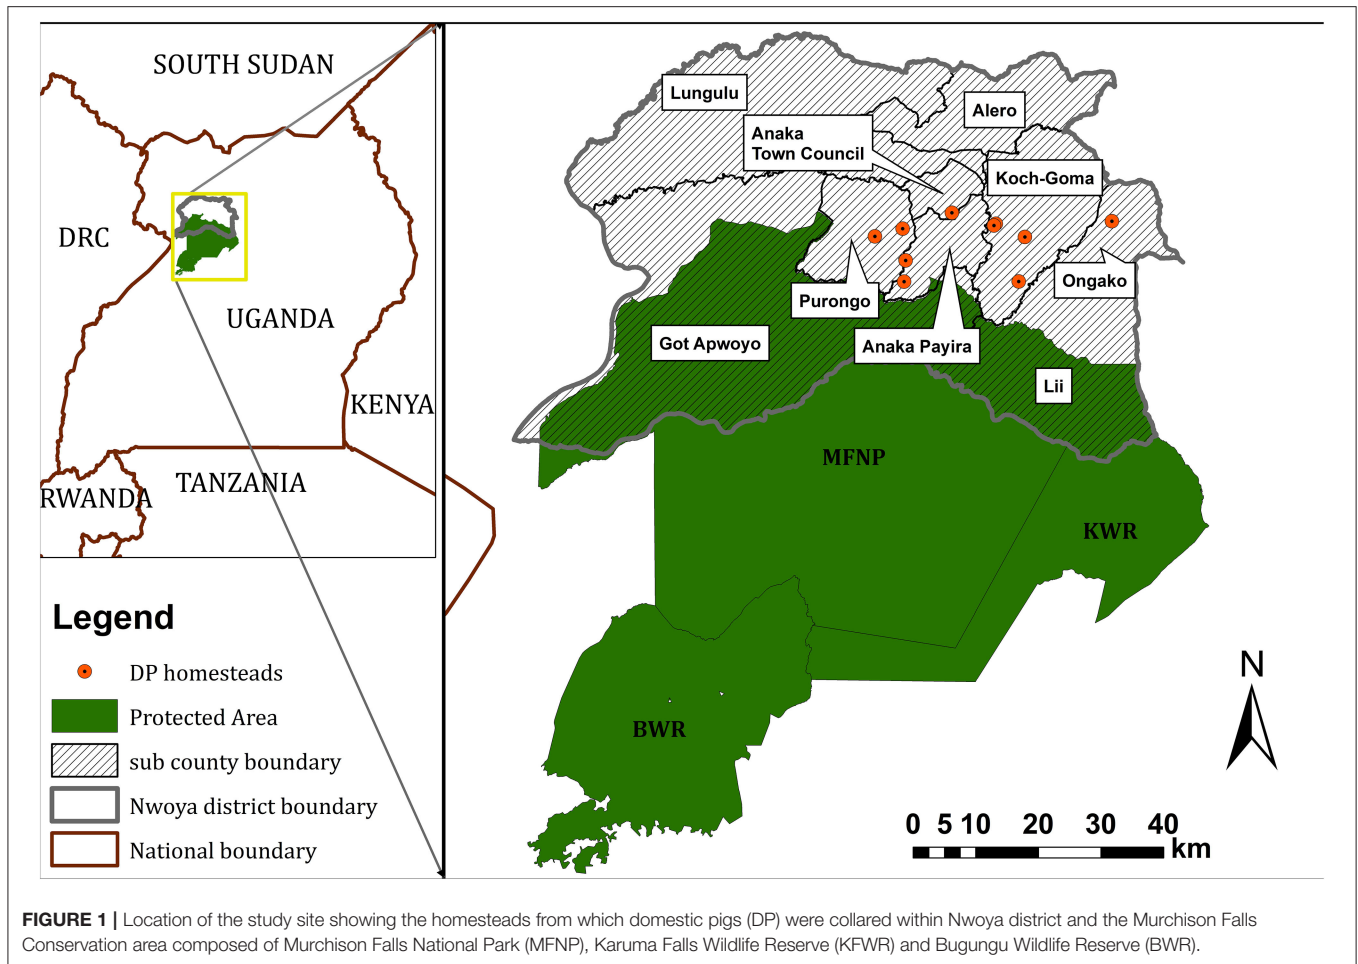 SOUTH SUDAN
DRC
UGANDA
KENYA
RWANDA
TANZANIA
Lungulu
Alero
Anaka
Town Council
Koch-Goma
Ongako
Purongo
Got Apwoyo
Anaka Payira
Lii
MFNP
KWR
BWR
N
0 5 10 20 30 40
km
Legend
DP homesteads
Protected Area
sub county boundary
Nwoya district boundary
National boundary
FIGURE 1 | Location of the study site showing the homesteads from which domestic pigs (DP) were collared within Nwoya district and the Murchison Falls
Conservation area composed of Murchison Falls National Park (MFNP), Karuma Falls Wildlife Reserve (KFWR) and Bugungu Wildlife Reserve (BWR).